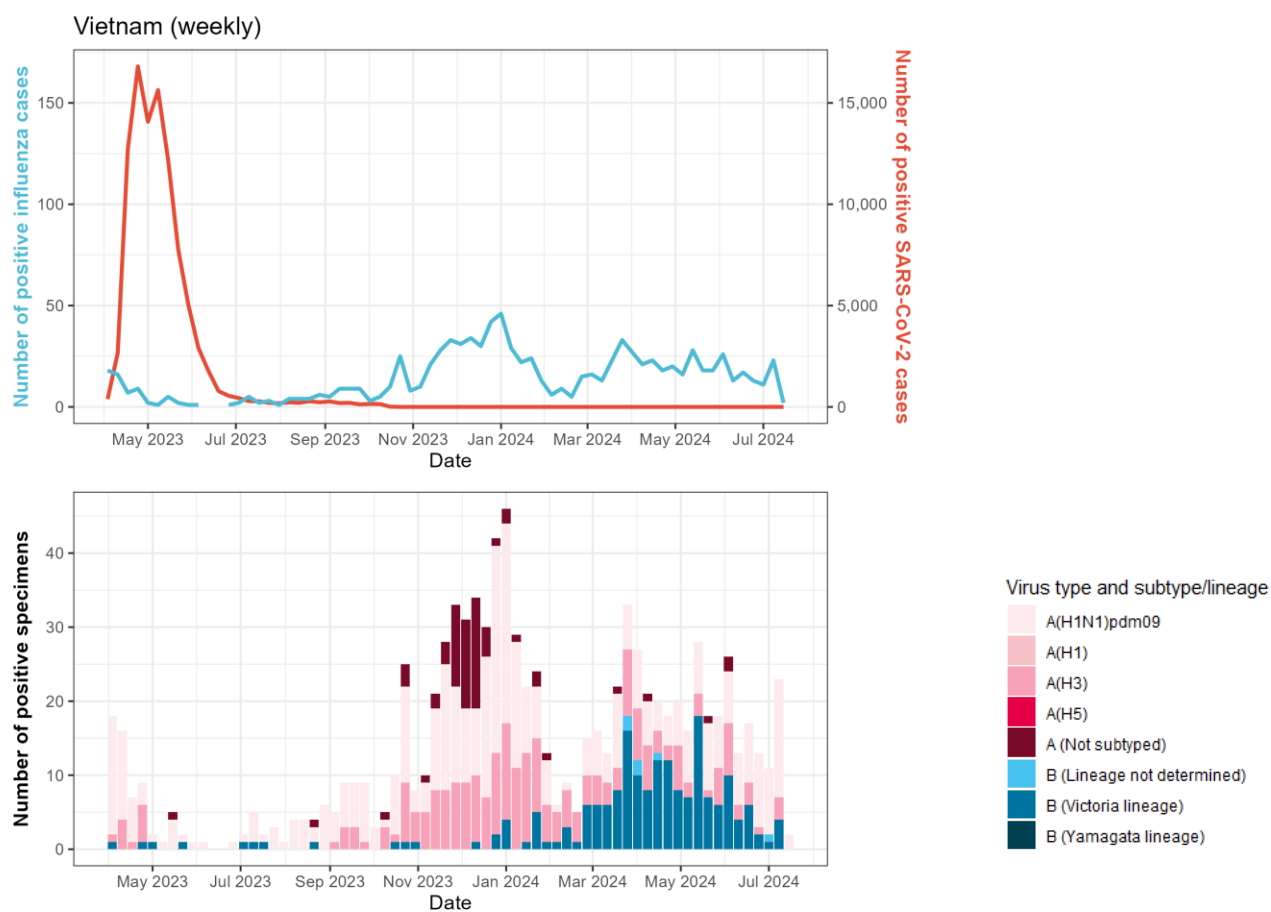 Vietnam (weekly)
Number of positive influenza cases
150
100
50
0
15,000
10,000
5,000
0
Number of positive SARS-CoV-2 cases
May 2023 Jul 2023 Sep 2023 Nov 2023 Jan 2024 Mar 2024 May 2024 Jul 2024
Date
Number of positive specimens
40
30
20
10
0
May 2023 Jul 2023 Sep 2023 Nov 2023 Jan 2024 Mar 2024 May 2024 Jul 2024
Date
Virus type and subtype/lineage
A(H1N1)pdm09
A(H1)
A(H3)
A(H5)
A (Not subtyped)
B (Lineage not determined)
B (Victoria lineage)
B (Yamagata lineage)